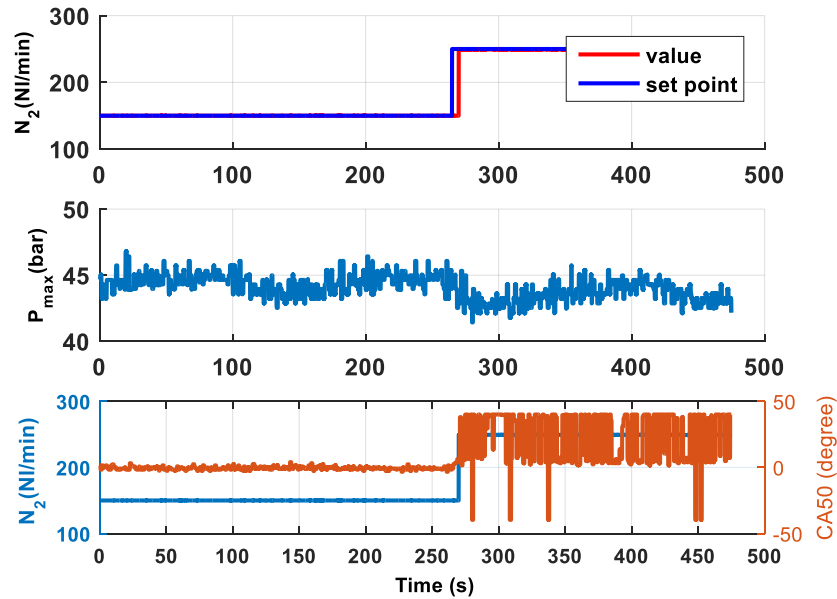 300
200
100
N2(Nl/min)
value
set point
0 100 200 300 400 500
50
45
40
Pmax(bar)
0 100 200 300 400 500
300
200
100
N2(Nl/min)
50
0
-50
CA50 (degree)
0 50 100 150 200 250 300 350 400 450 500
Time (s)